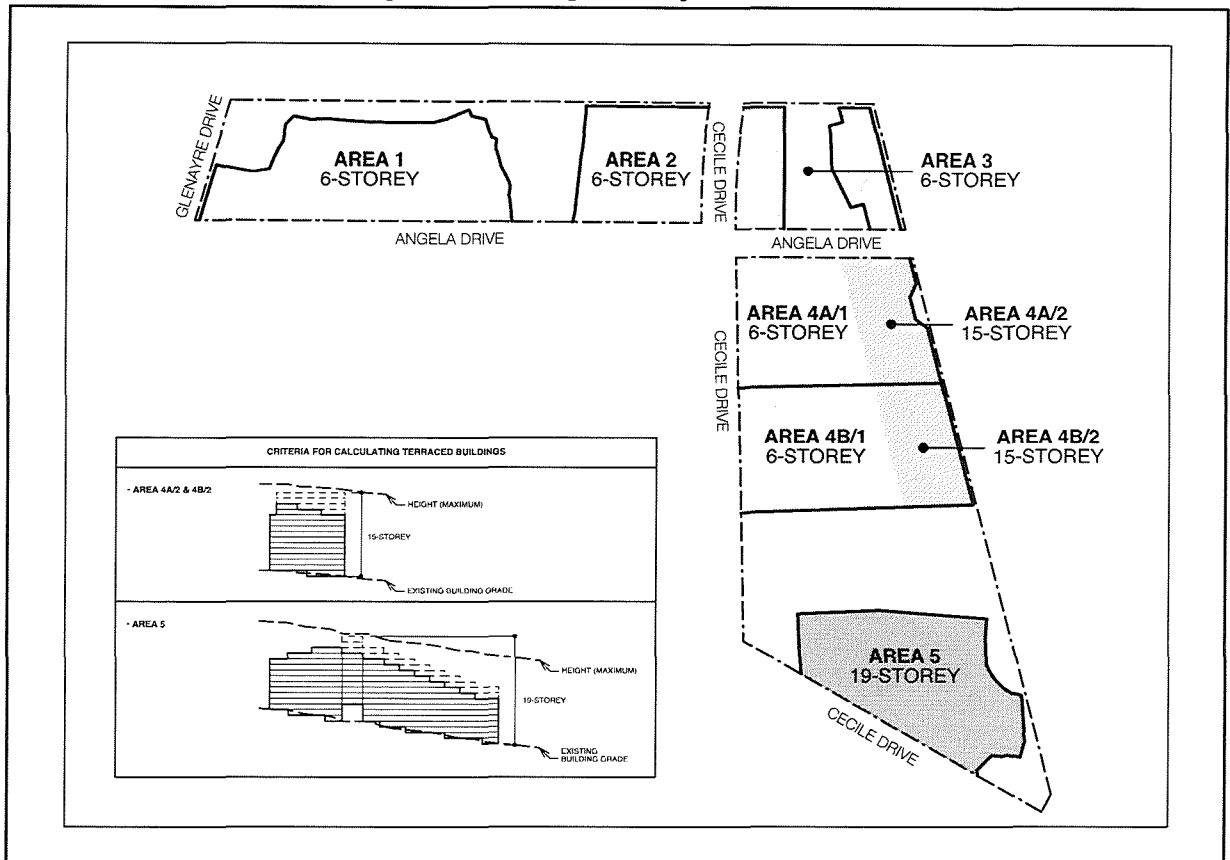 GLENAYRE DRIVE
AREA 1
6-STOREY
AREA 2
6-STOREY
CECILE DRIVE
AREA 3
6-STOREY
ANGELA DRIVE
ANGELA DRIVE
AREA 4A/1
6-STOREY
AREA 4A/2
15-STOREY
CECILE DRIVE
AREA 4B/1
6-STOREY
AREA 4B/2
15-STOREY
AREA 5
19-STOREY
CECILE DRIVE
CRITERIA FOR CALCULATING TERRACED BUILDINGS
- AREA 4A/2 & 4B/2
HEIGHT (MAXIMUM)
15-STOREY
EXISTING BUILDING GRADE
- AREA 5
HEIGHT (MAXIMUM)
19-STOREY
EXISTING
BUILDING GRADE